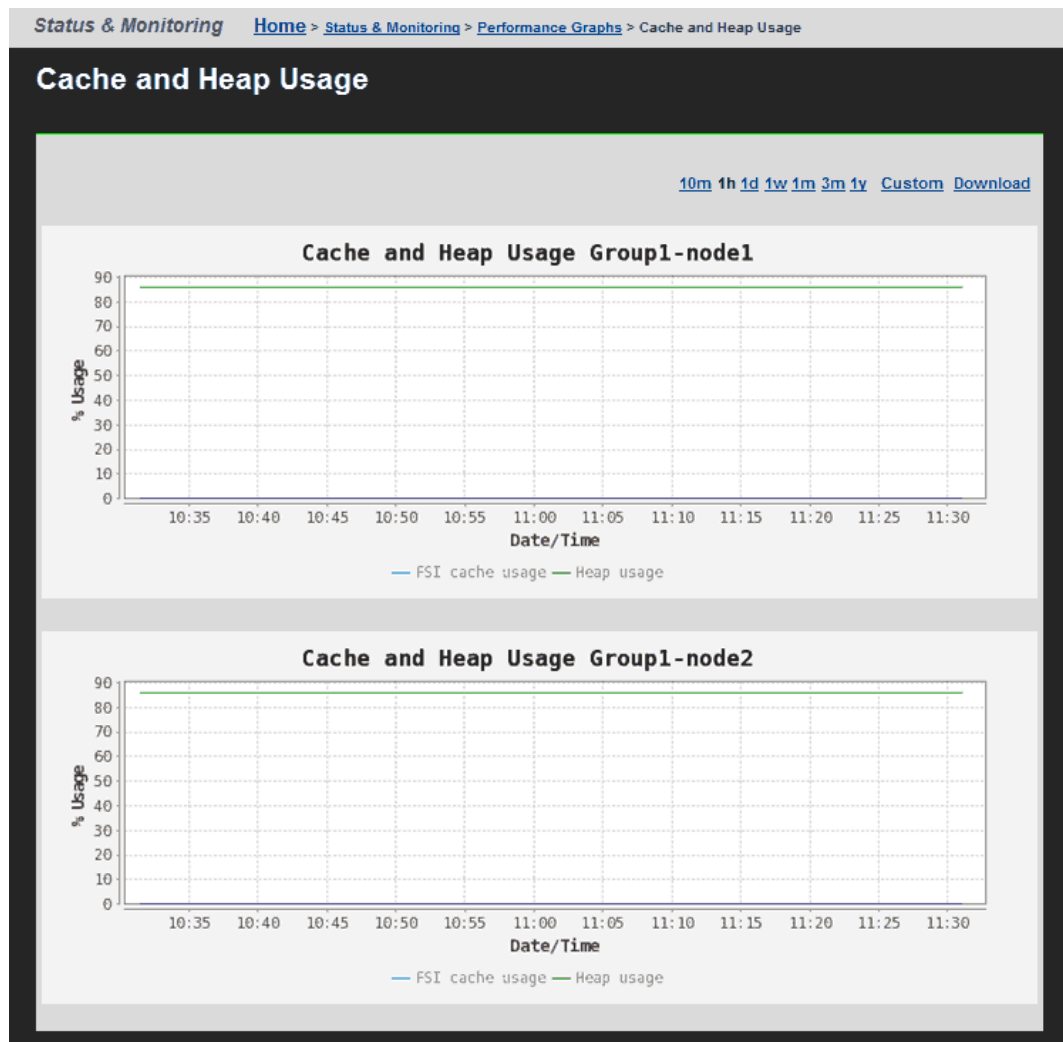 Status & Monitoring Home > Status & Monitoring > Performance Graphs > Cache and Heap Usage
Cache and Heap Usage
10m 1h 1d 1w 1m 3m 1y Custom Download
Cache and Heap Usage Group1-node1
90
80
70
60
50
40
30
20
10
0
% Usage
10:35 10:40 10:45 10:50 10:55 11:00 11:05 11:10 11:15 11:20 11:25 11:30
Date/Time
FSI cache usage Heap usage
Cache and Heap Usage Group1-node2
90
80
70
60
50
40
30
20
10
0
% Usage
10:35 10:40 10:45 10:50 10:55 11:00 11:05 11:10 11:15 11:20 11:25 11:30
Date/Time
FSI cache usage Heap usage